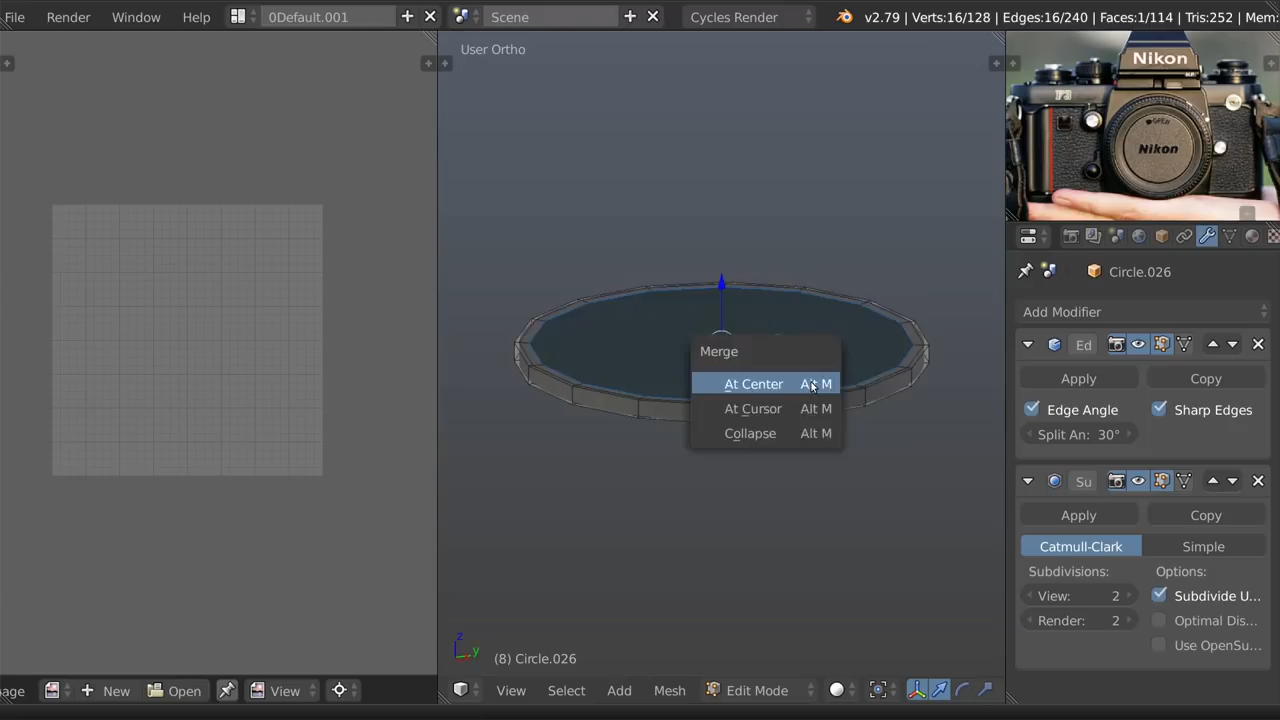 File Render Window Help 0Default.001 Scene Cycles Render v2.79 | Verts:16/128 | Edges:16/240 | Faces:1/114 | Tris:252 | Mem:
User Ortho
Nikon
F3
OPEN
Nikon
Circle.026
Add Modifier
Ed
Apply Copy
Edge Angle Sharp Edges
Split An: 30°
Su
Apply Copy
Catmull-Clark Simple
Subdivisions: Options:
View: 2 Subdivide U...
Render: 2 Optimal Dis...
Use OpenSu...
Merge
At Center Alt M
At Cursor Alt M
Collapse Alt M
z
y
(8) Circle.026
age New Open View
View Select Add Mesh Edit Mode